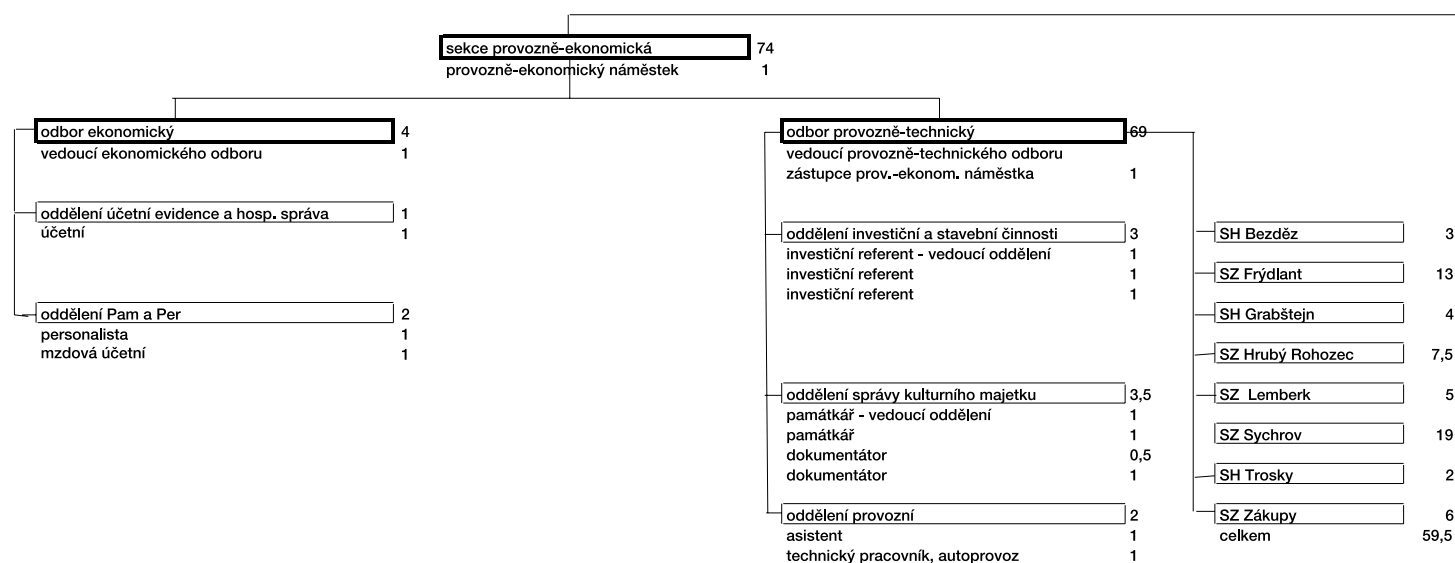 sekce provozně-ekonomická 74
provozně-ekonomický náměstek 1
odbor ekonomický 4
vedoucí ekonomického odboru 1
oddělení účetní evidence a hosp. správa 1
účetní 1
oddělení Pam a Per 2
personalista 1
mzdová účetní 1
odbor provozně-technický 69
vedoucí provozně-technického odboru
zástupce prov.-ekonom. náměstka 1
oddělení investiční a stavební činnosti 3
investiční referent - vedoucí oddělení 1
investiční referent 1
investiční referent 1
oddělení správy kulturního majetku 3,5
památkář - vedoucí oddělení 1
památkář 1
dokumentátor 0,5
dokumentátor 1
oddělení provozní 2
asistent 1
technický pracovník, autoprovoz 1
SH Bezděz 3
SZ Frýdlant 13
SH Grabštejn 4
SZ Hrubý Rohozec 7,5
SZ Lemberk 5
SZ Sychrov 19
SH Trosky 2
SZ Zákupy 6
celkem 59,5